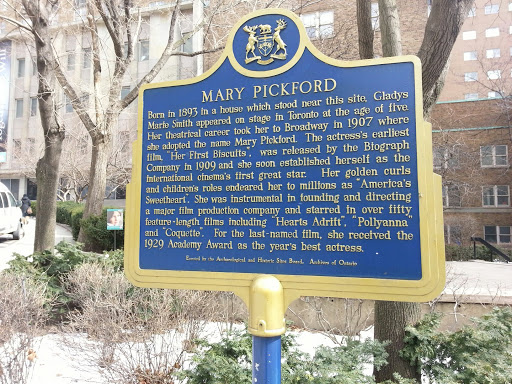 MARY PICKFORD
Born in 1893 in a house which stood near this site, Gladys
Marie Smith appeared on stage in Toronto at the age of five
Her theatrical career took her to Broadway in 1907 where
she adopted the name Mary Pickford. The actress's earliest
film, "Her First Biscuits", was released by the Biograph
Company in 1909 and she soon established herself as the
international cinema's first great star. Her golden curls
and children's roles endeared her to millions as "America's
Sweetheart". She was instrumental in founding and directing
a major film production company and starred in over fifty
feature-length films including "Hearts Adrift", "Pollyanna
and "Coquette". For the last-named film, she received the
1929 Academy Award as the year's best actress.
Erected by the Archaeological and Historic Sites Board, Archives of Ontario